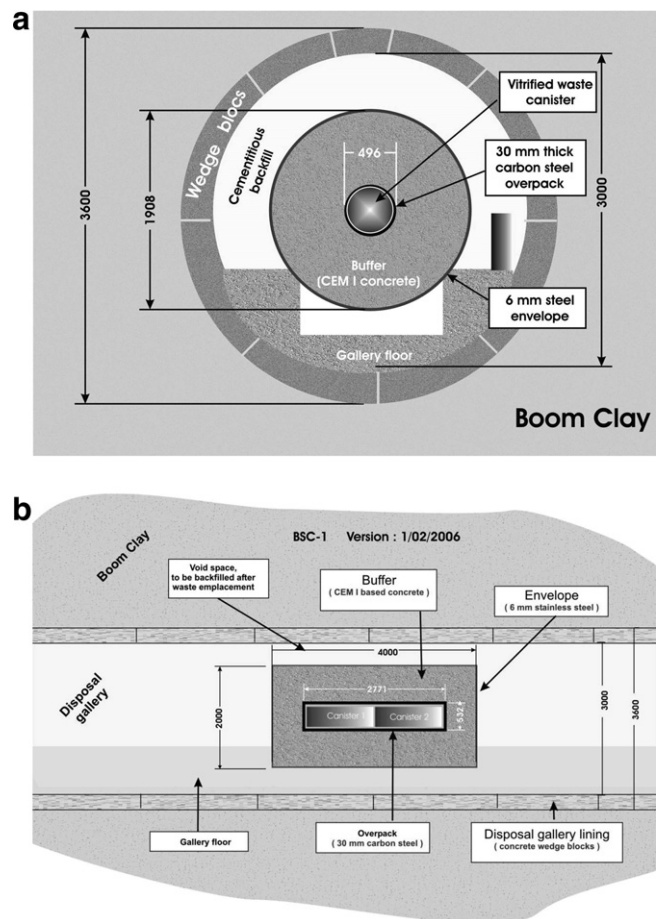 a
Vitrified waste
canister
30 mm thick
carbon steel
overpack
Wedge blocs
Cementitious
backfill
496
3600
1908
3000
Buffer
(CEM I concrete)
6 mm steel
envelope
Gallery floor
Boom Clay
b
BSC-1 Version : 1/02/2006
Boom Clay
Void space,
to be backfilled after
waste emplacement
Buffer
( CEM I based concrete )
Envelope
( 6 mm stainless steel )
4000
Disposal
gallery
2771
2000
Canister 1
Canister 2
532
3000
3600
Gallery floor
Overpack
( 30 mm carbon steel )
Disposal gallery lining
( concrete wedge blocks )